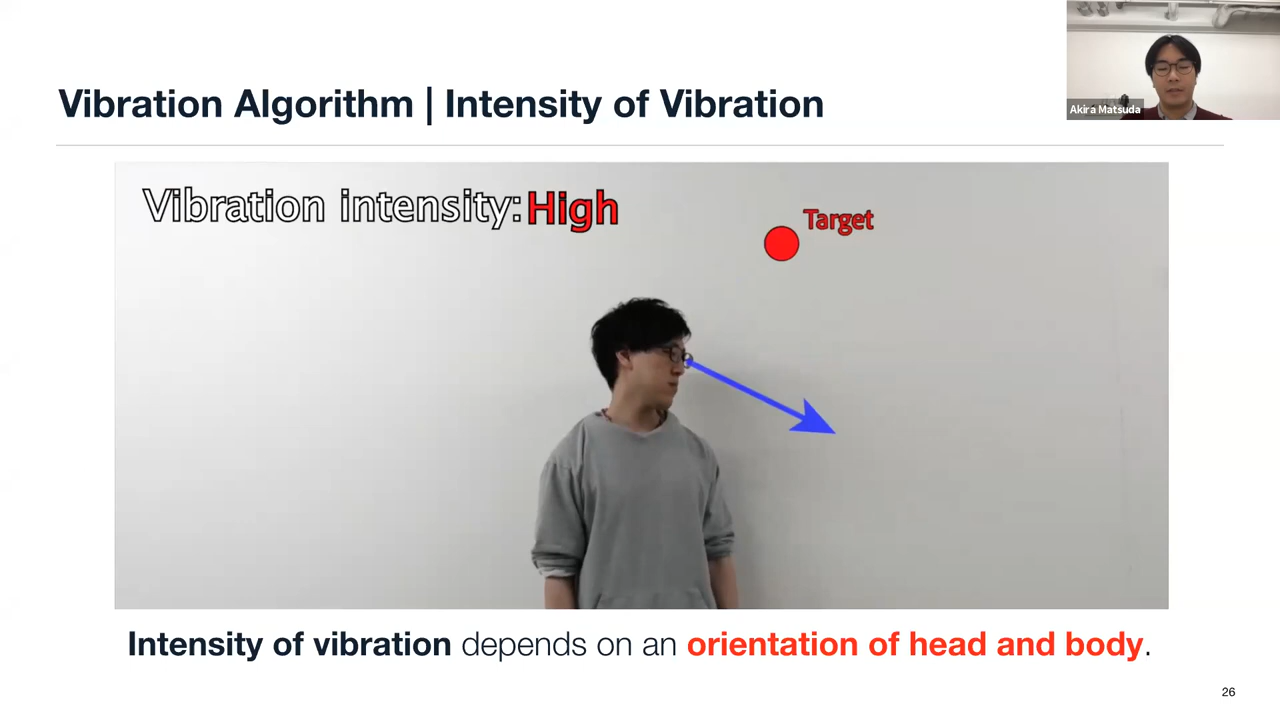 Vibration Algorithm | Intensity of Vibration
Akira Matsuda
Vibration intensity: High
Target
Intensity of vibration depends on an orientation of head and body.
26